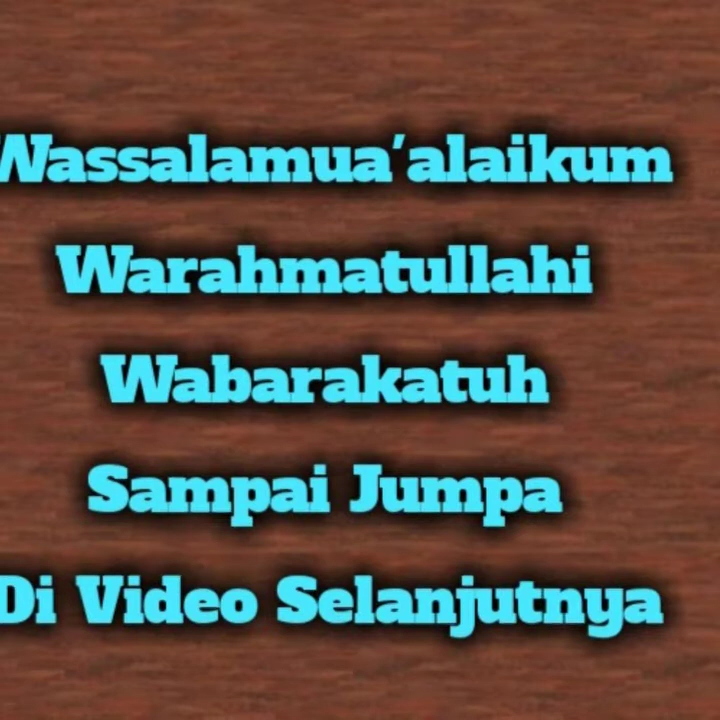 Wassalamua'alaikum
Warahmatullahi
Wabarakatuh
Sampai Jumpa
Di Video Selanjutnya